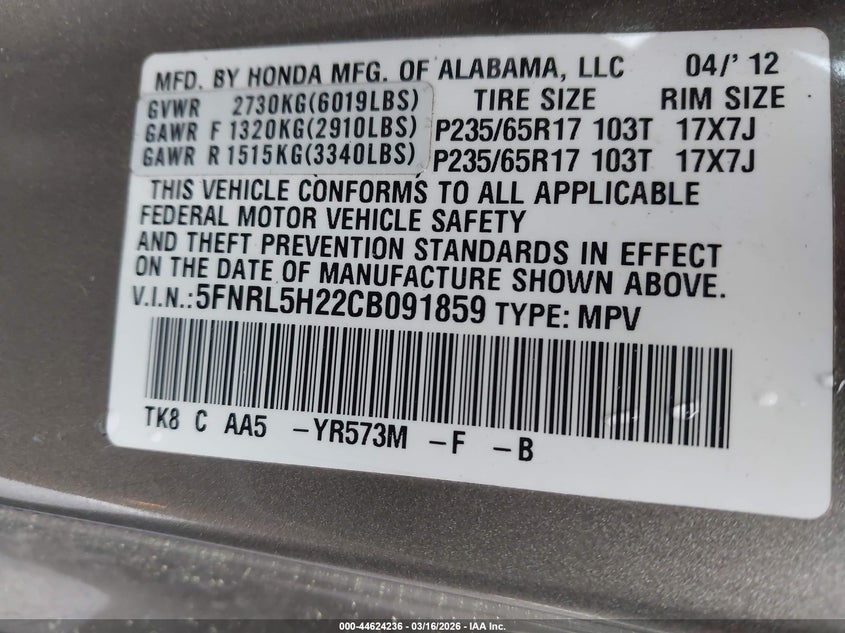 MFD. BY HONDA MFG. OF ALABAMA, LLC 04/' 12
GVWR 2730KG(6019LBS) TIRE SIZE RIM SIZE
GAWR F 1320KG(2910LBS) P235/65R17 103T 17X7J
GAWR R 1515KG(3340LBS) P235/65R17 103T 17X7J
THIS VEHICLE CONFORMS TO ALL APPLICABLE
FEDERAL MOTOR VEHICLE SAFETY
AND THEFT PREVENTION STANDARDS IN EFFECT
ON THE DATE OF MANUFACTURE SHOWN ABOVE.
V.I.N.: 5FNRL5H22CB091859 TYPE: MPV
TK8 C AA5 -YR573M -F -B
000-44624236 - 03/16/2026 - IAA Inc.